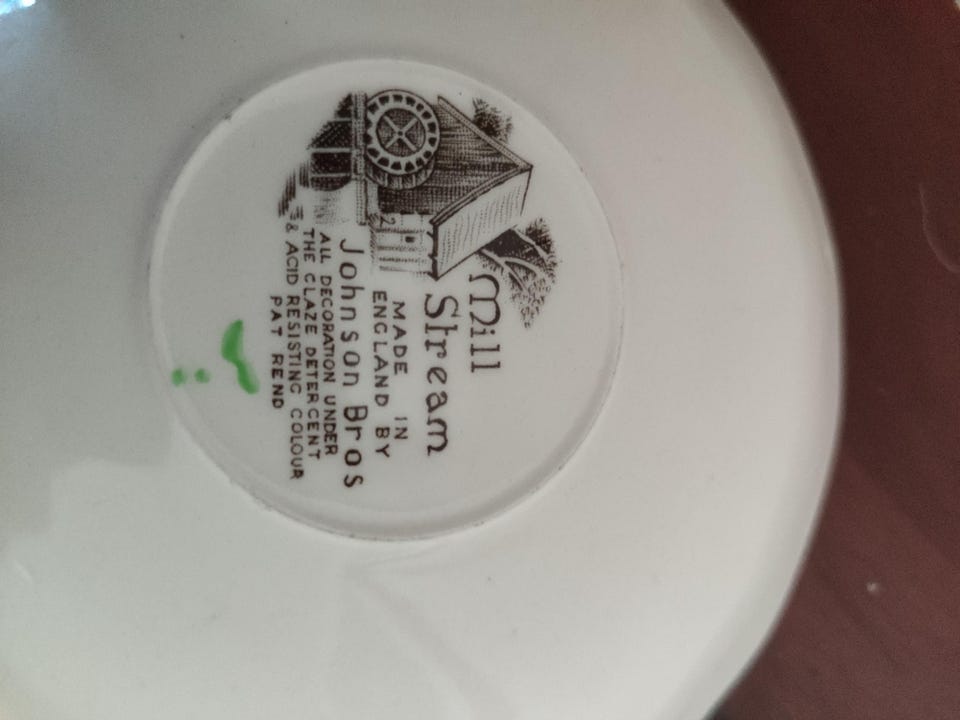 Mill
Stream
MADE IN
ENGLAND BY
Johnson Bros
ALL DECORATION UNDER
THE GLAZE DETERGENT
& ACID RESISTING COLOUR
PAT REND